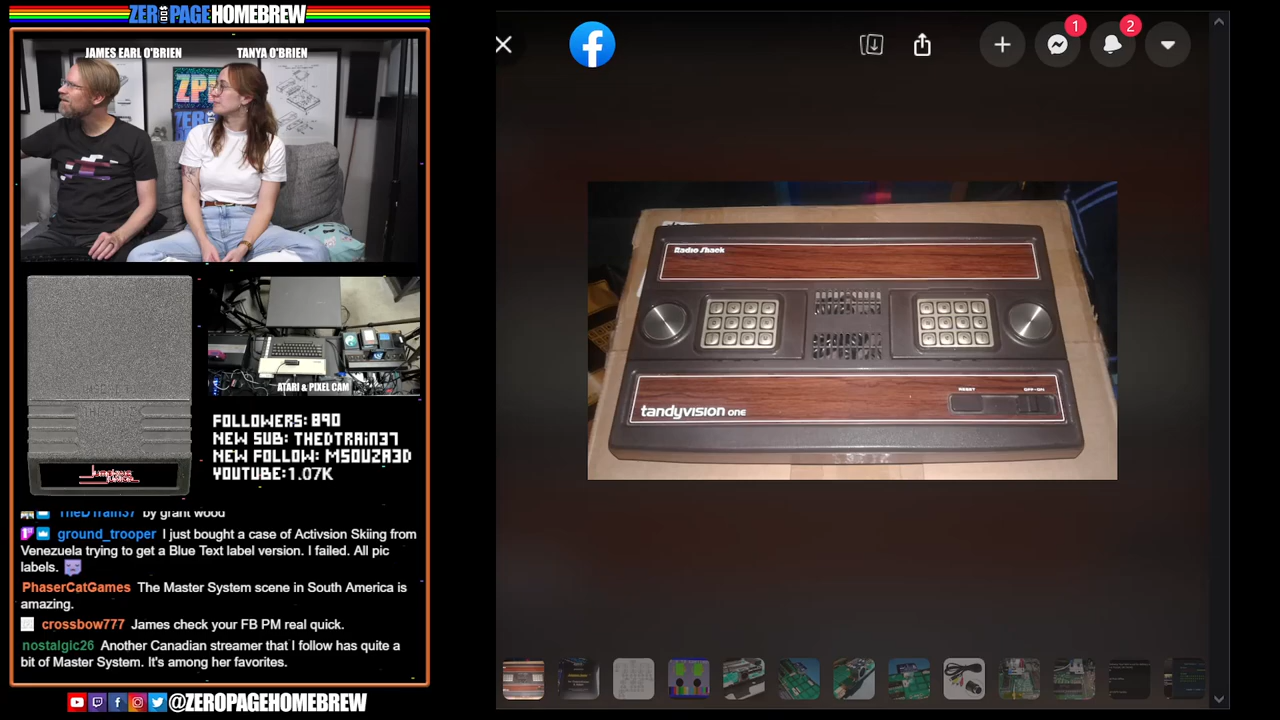 ZERO PAGE HOMEBREW
JAMES EARL O'BRIEN
TANYA O'BRIEN
ZPH
ATARI & PIXEL CAM
FOLLOWERS: 890
NEW SUB: THEDTRAIN37
NEW FOLLOW: MSOUZA3D
YOUTUBE:1.07K
TheDTrain37 by grant wood
ground_trooper I just bought a case of Activsion Skiing from
Venezuela trying to get a Blue Text label version. I failed. All pic
labels.
PhaserCatGames The Master System scene in South America is
amazing.
crossbow777 James check your FB PM real quick.
nostalgic26 Another Canadian streamer that I follow has quite a
bit of Master System. It's among her favorites.
@ZEROPAGEHOMEBREW
1
2
Radio Shack
RESET
OFF-ON
tandyvision ONE